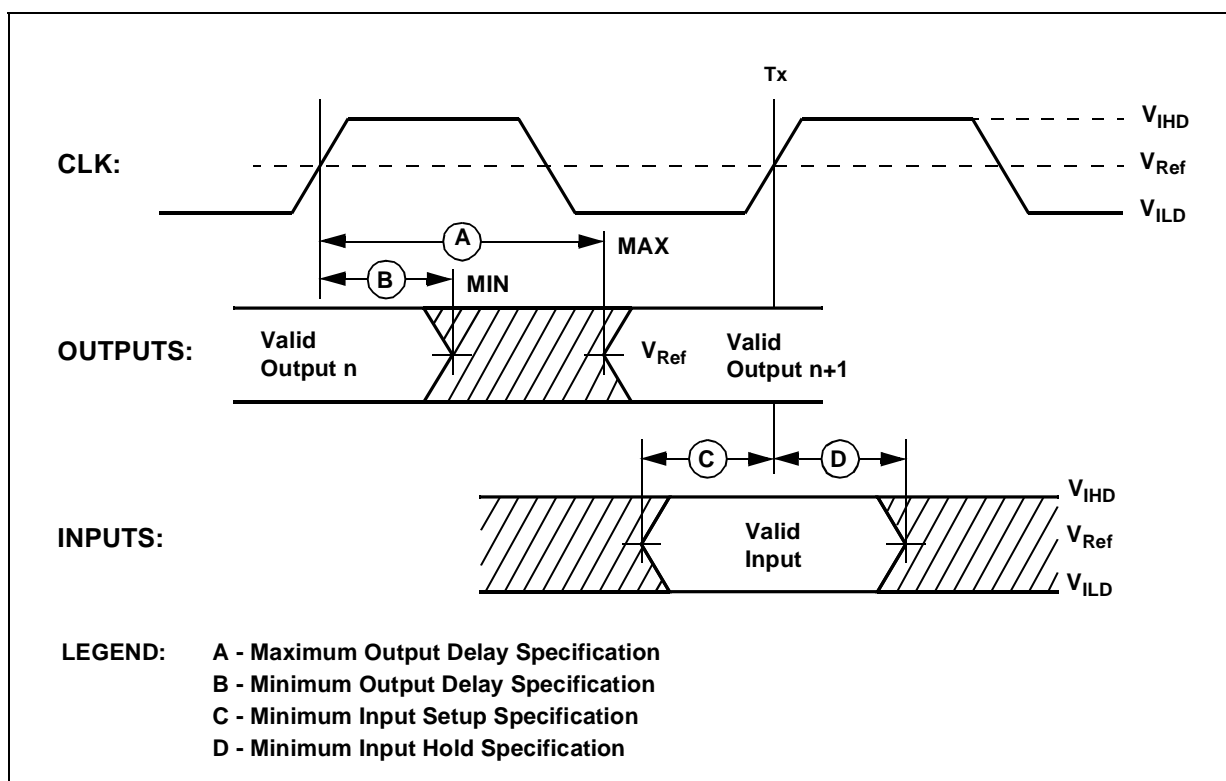 Tx
VIHD
CLK:
VRef
VILD
A
MAX
B
MIN
OUTPUTS:
Valid
Output n
VRef
Valid
Output n+1
C
D
VIHD
INPUTS:
Valid
Input
VRef
VILD
LEGEND:
A - Maximum Output Delay Specification
B - Minimum Output Delay Specification
C - Minimum Input Setup Specification
D - Minimum Input Hold Specification